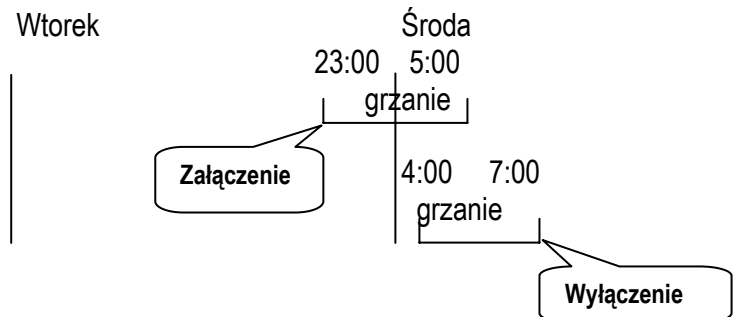 Wtorek Środa
23:00 5:00
grzanie
Załączenie
4:00 7:00
grzanie
Wyłączenie